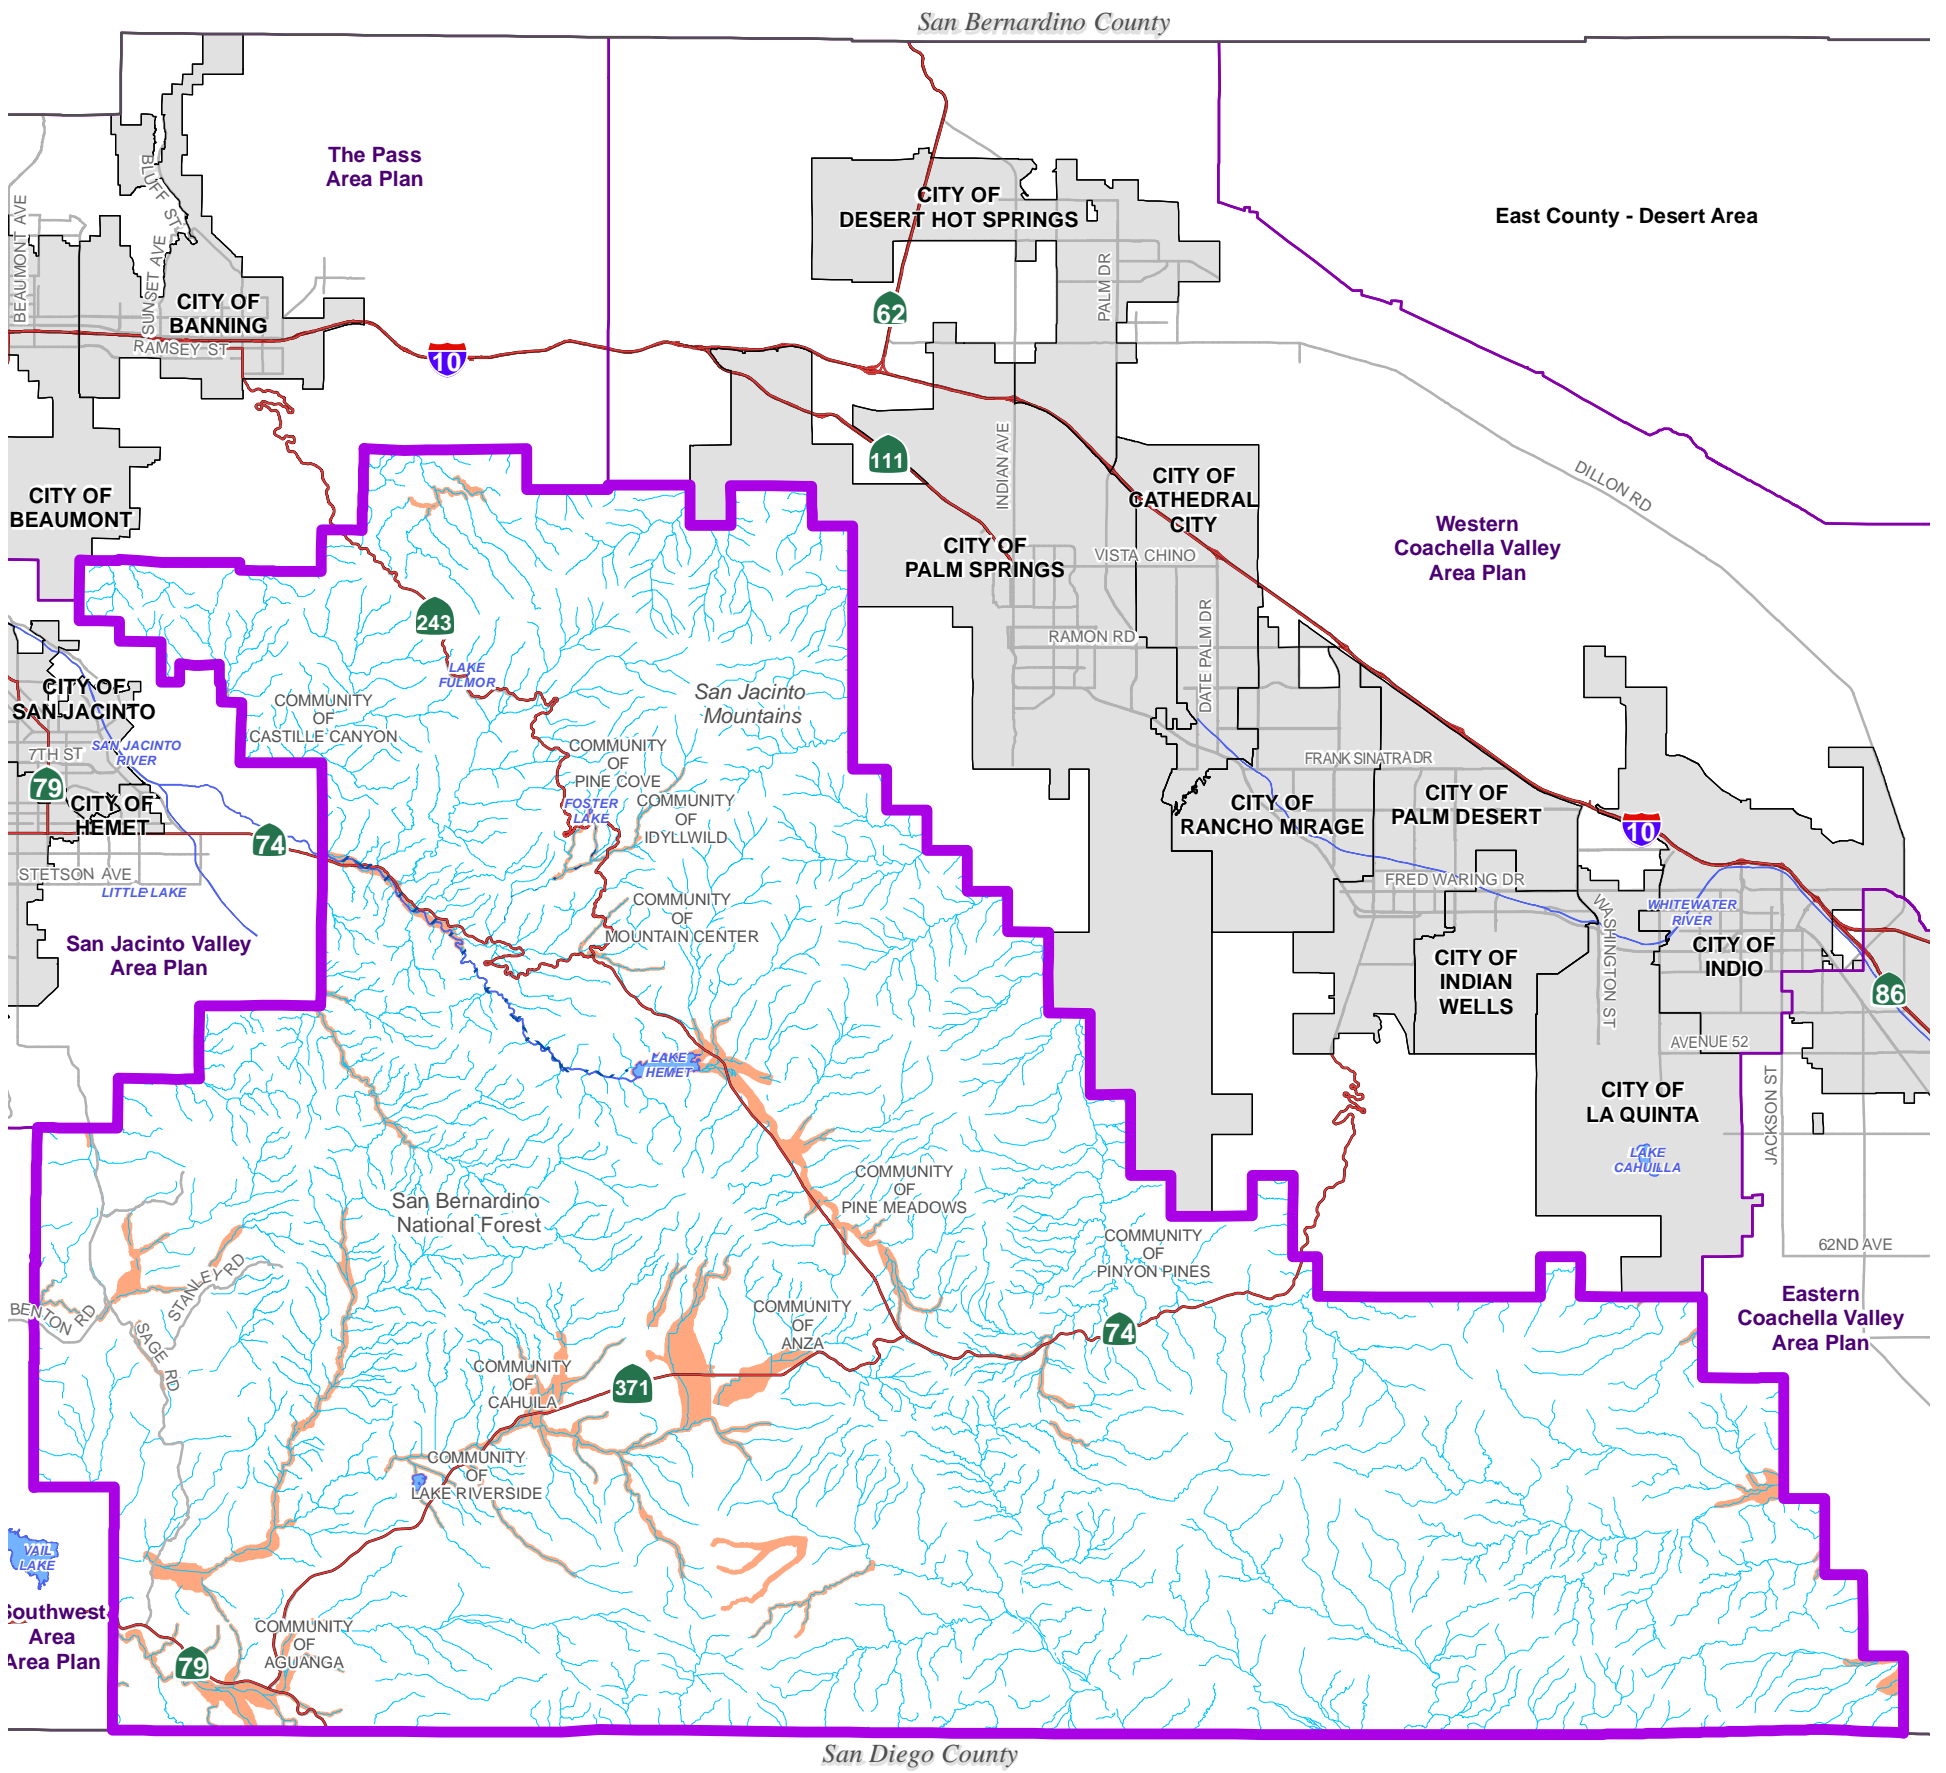 San Bernardino County
The Pass
Area Plan
BLUFF ST
BEAUMONT AVE
SUNSET AVE
CITY OF
BANNING
RAMSEY ST
10
CITY OF
DESERT HOT SPRINGS
PALM DR
62
East County - Desert Area
CITY OF
BEAUMONT
111
INDIAN AVE
CITY OF
CATHEDRAL
CITY
DILLON RD
Western
Coachella Valley
Area Plan
CITY OF
PALM SPRINGS
VISTA CHINO
RAMON RD
DATE PALM DR
243
LAKE
FULMOR
San Jacinto
Mountains
CITY OF
SAN JACINTO
COMMUNITY
OF
CASTILLE CANYON
SAN JACINTO
RIVER
7TH ST
79
CITY OF
HEMET
74
STETSON AVE
LITTLE LAKE
San Jacinto Valley
Area Plan
COMMUNITY
OF
PINE COVE
FOSTER
LAKE
COMMUNITY
OF
IDYLLWILD
COMMUNITY
OF
MOUNTAIN CENTER
FRANK SINATRA DR
CITY OF
RANCHO MIRAGE
CITY OF
PALM DESERT
10
FRED WARING DR
WASHINGTON ST
WHITEWATER
RIVER
CITY OF
INDIO
CITY OF
INDIAN
WELLS
86
AVENUE 52
LAKE
HEMET
CITY OF
LA QUINTA
JACKSON ST
LAKE
CAHUILLA
COMMUNITY
OF
PINE MEADOWS
San Bernardino
National Forest
COMMUNITY
OF
PINYON PINES
62ND AVE
STANLEY RD
BENTON RD
SAGE RD
COMMUNITY
OF
ANZA
74
Eastern
Coachella Valley
Area Plan
COMMUNITY
OF
CAHUILA
371
COMMUNITY
OF
LAKE RIVERSIDE
VAIL
LAKE
Southwest
Area
Area Plan
COMMUNITY
OF
AGUANGA
79
San Diego County